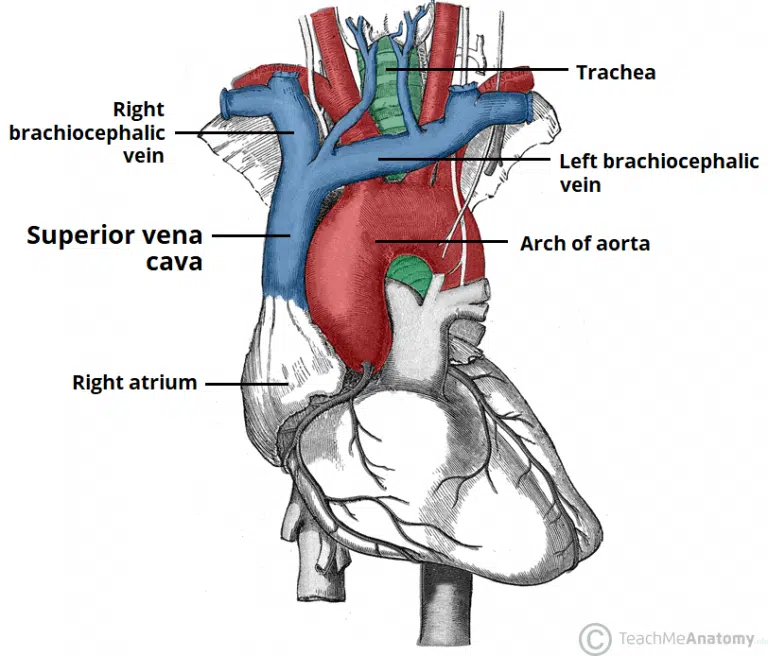 Trachea
Right
brachiocephalic
vein
Left brachiocephalic
vein
Superior vena
cava
Arch of aorta
Right atrium
© TeachMeAnatomy